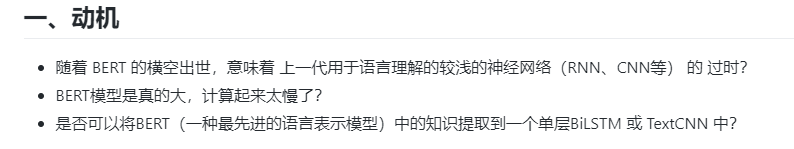 一、动机
随着 BERT 的横空出世，意味着 上一代用于语言理解的较浅的神经网络（RNN、CNN等） 的 过时？
BERT模型是真的大，计算起来太慢了？
是否可以将BERT（一种最先进的语言表示模型）中的知识提取到一个单层BiLSTM 或 TextCNN 中？